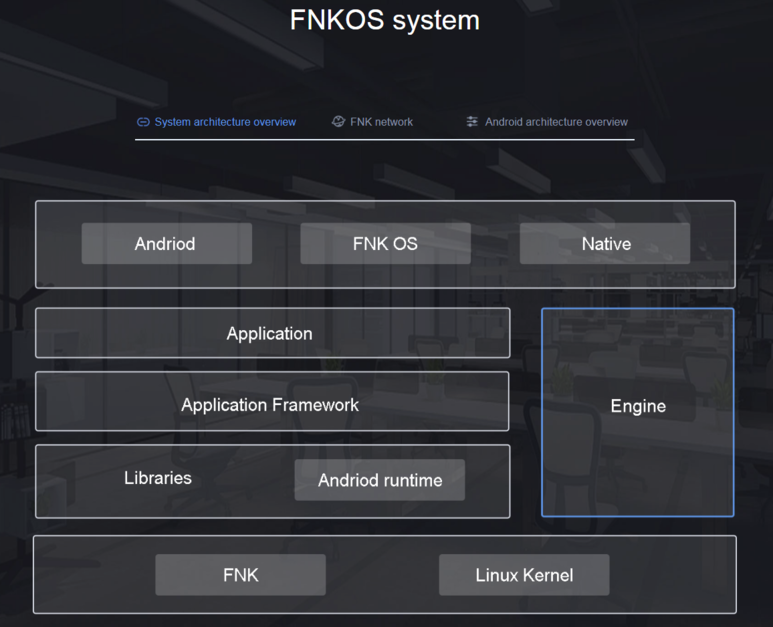 FNKOS system
System architecture overview FNK network Android architecture overview
Andriod FNK OS Native
Application
Application Framework
Engine
Libraries Andriod runtime
FNK Linux Kernel